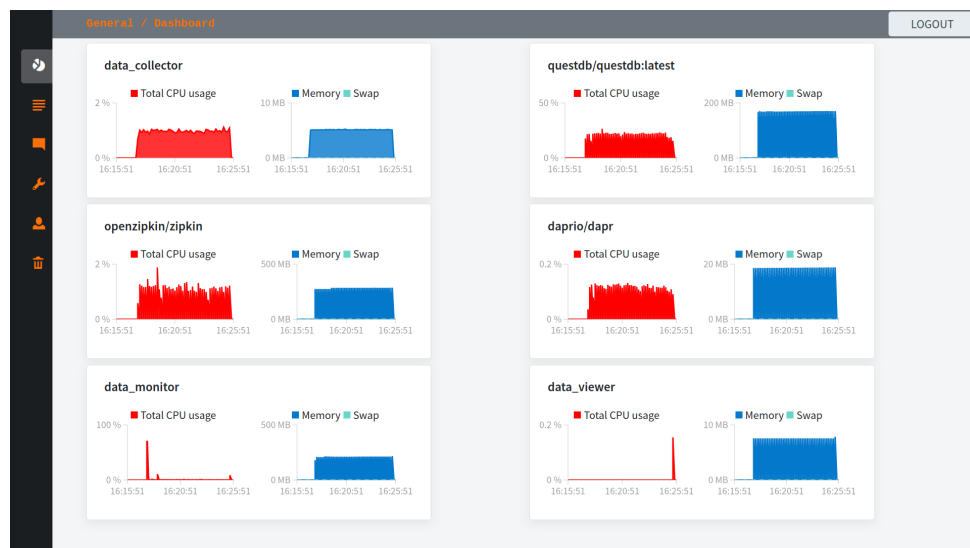 General / Dashboard
LOGOUT
data_collector
Total CPU usage
2 %
0 %
16:15:51 16:20:51 16:25:51
Memory Swap
10 MB
0 MB
16:15:51 16:20:51 16:25:51
questdb/questdb:latest
Total CPU usage
50 %
0 %
16:15:51 16:20:51 16:25:51
Memory Swap
200 MB
0 MB
16:15:51 16:20:51 16:25:51
openzipkin/zipkin
Total CPU usage
2 %
0 %
16:15:51 16:20:51 16:25:51
Memory Swap
500 MB
0 MB
16:15:51 16:20:51 16:25:51
daprio/dapr
Total CPU usage
0.2 %
0 %
16:15:51 16:20:51 16:25:51
Memory Swap
20 MB
0 MB
16:15:51 16:20:51 16:25:51
data_monitor
Total CPU usage
100 %
0 %
16:15:51 16:20:51 16:25:51
Memory Swap
500 MB
0 MB
16:15:51 16:20:51 16:25:51
data_viewer
Total CPU usage
0.2 %
0 %
16:15:51 16:20:51 16:25:51
Memory Swap
10 MB
0 MB
16:15:51 16:20:51 16:25:51